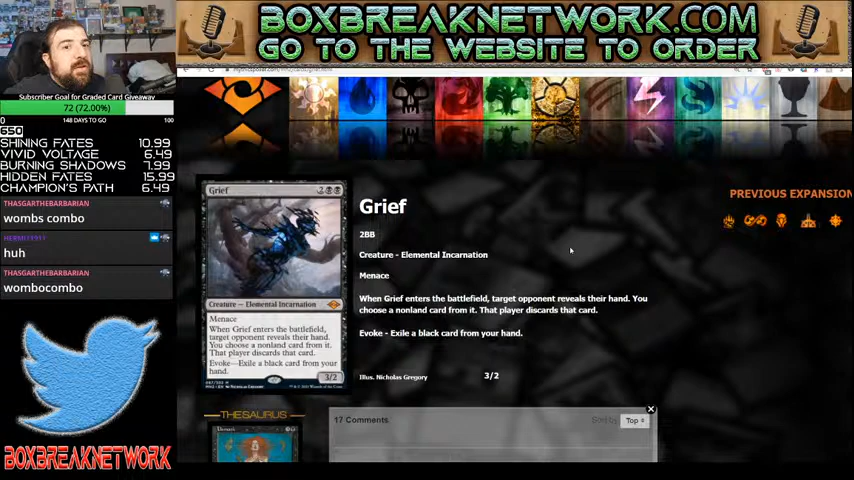 BOXBREAKNETWORK.COM
GO TO THE WEBSITE TO ORDER
Subscriber Goal for Graded Card Giveaway
72 (72.00%)
0
148 DAYS TO GO
100
650
SHINING FATES 10.99
VIVID VOLTAGE 6.49
BURNING SHADOWS 7.99
HIDDEN FATES 15.99
CHAMPION'S PATH 6.49
THASGARTHEBARBARIAN
wombs combo
huh
THASGARTHEBARBARIAN
wombocombo
BOXBREAKNETWORK
Grief
Creature — Elemental Incarnation
Menace
When Grief enters the battlefield,
target opponent reveals their hand.
You choose a nonland card from it.
That player discards that card.
Evoke—Exile a black card from your
hand.
3/2
Grief
2BB
Creature - Elemental Incarnation
Menace
When Grief enters the battlefield, target opponent reveals their hand. You
choose a nonland card from it. That player discards that card.
Evoke - Exile a black card from your hand.
Illus. Nicholas Gregory
3/2
PREVIOUS EXPANSION
THESAURUS
17 Comments
Sort by
Top